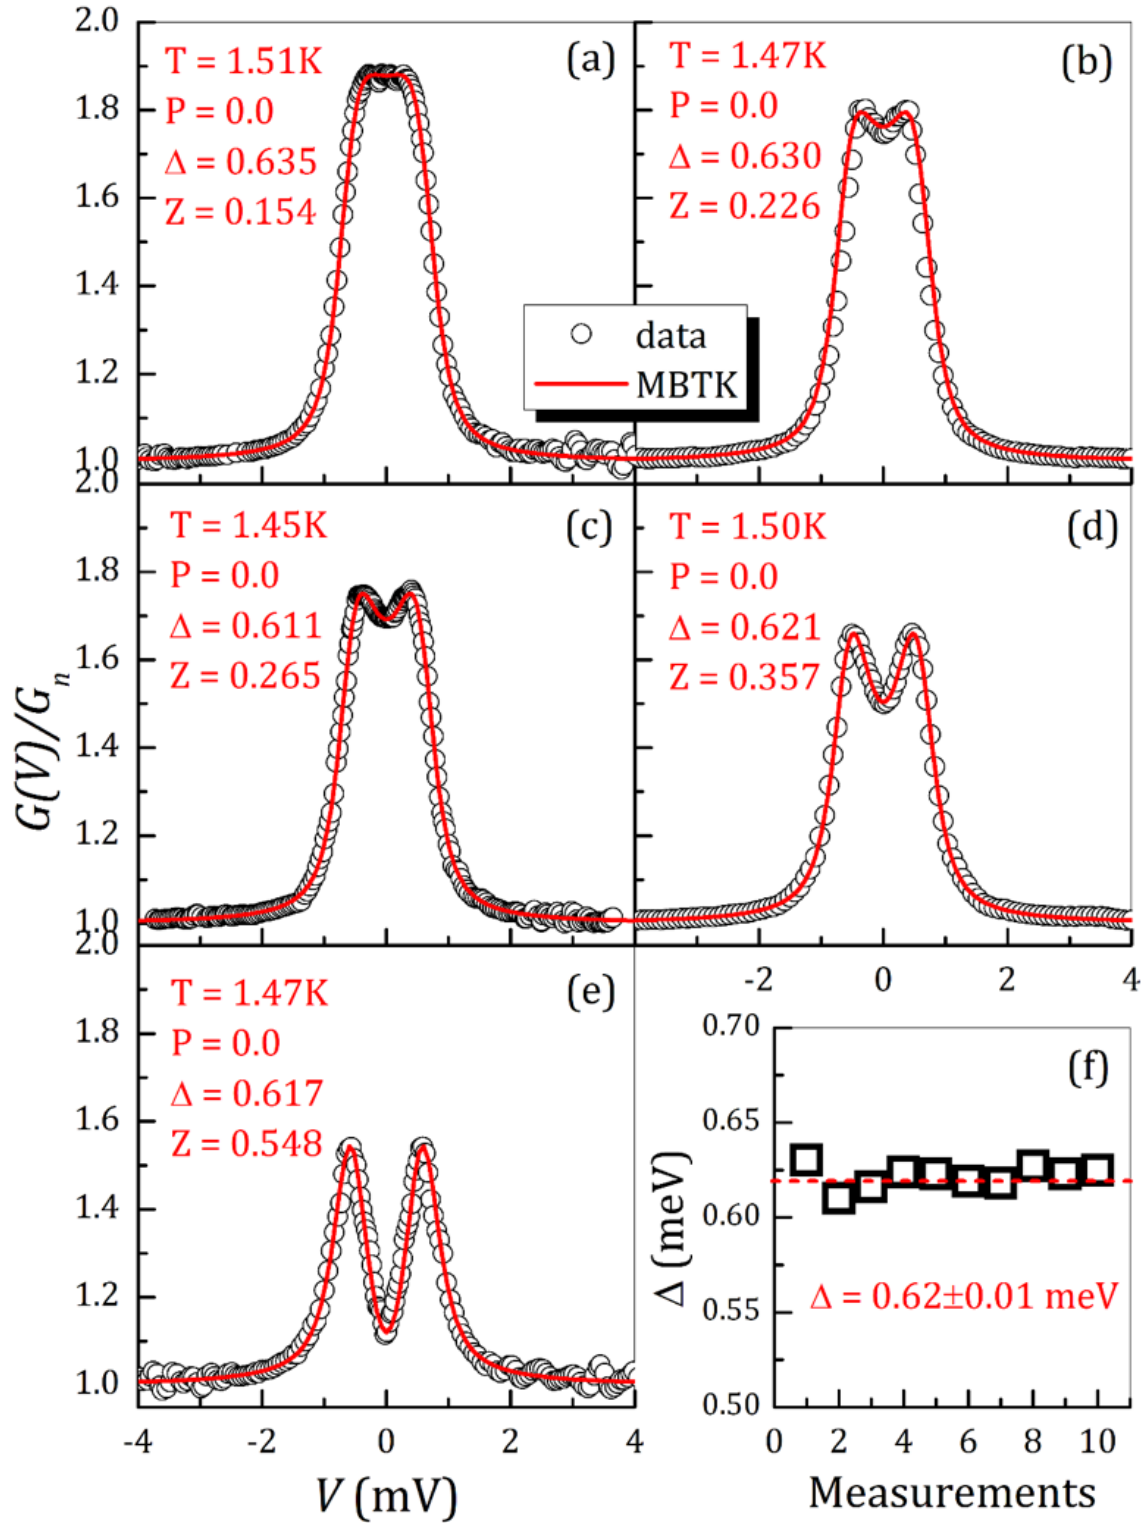 2.0
1.8
1.6
1.4
1.2
1.0
T = 1.51K
P = 0.0
Δ = 0.635
Z = 0.154
(a)
T = 1.47K
P = 0.0
Δ = 0.630
Z = 0.226
(b)
data
MBTK
2.0
1.8
1.6
1.4
1.2
1.0
T = 1.45K
P = 0.0
Δ = 0.611
Z = 0.265
(c)
T = 1.50K
P = 0.0
Δ = 0.621
Z = 0.357
(d)
-2 0 2 4
G(V)/Gn
2.0
1.8
1.6
1.4
1.2
1.0
T = 1.47K
P = 0.0
Δ = 0.617
Z = 0.548
(e)
-4 -2 0 2 4
V (mV)
0.70
0.65
0.60
0.55
0.50
Δ (meV)
(f)
Δ = 0.62±0.01 meV
0 2 4 6 8 10
Measurements